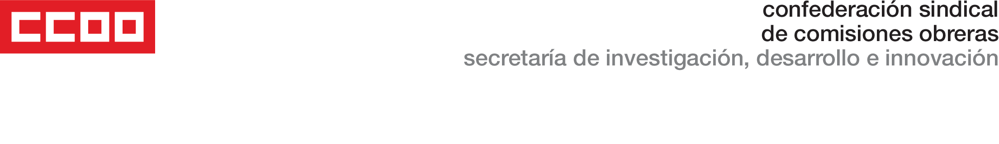 CCOO
confederación sindical
de comisiones obreras
secretaría de investigación, desarrollo e innovación